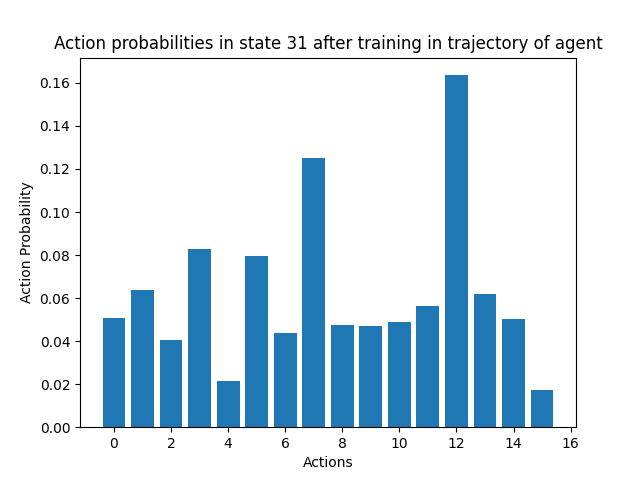 Action probabilities in state 31 after training in trajectory of agent
0.16
0.14
0.12
0.10
0.08
0.06
0.04
0.02
0.00
Action Probability
0 2 4 6 8 10 12 14 16
Actions